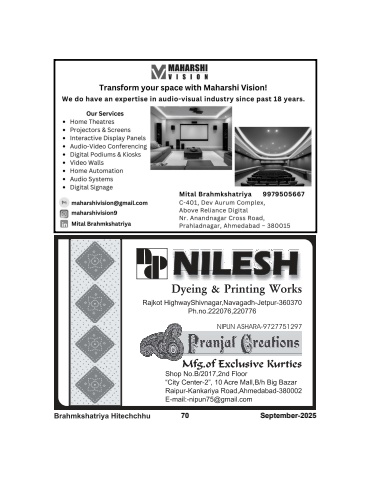 MAHARSHI
VISION
Transform your space with Maharshi Vision!
We do have an expertise in audio-visual industry since past 18 years.
Our Services
• Home Theatres
• Projectors & Screens
• Interactive Display Panels
• Audio-Video Conferencing
• Digital Podiums & Kiosks
• Video Walls
• Home Automation
• Audio Systems
• Digital Signage
maharshivision@gmail.com
maharshivision9
Mital Brahmkshatriya
Mital Brahmkshatriya 9979505667
C-401, Dev Aurum Complex,
Above Reliance Digital
Nr. Anandnagar Cross Road,
Prahladnagar, Ahmedabad - 380015
NILESH
Dyeing & Printing Works
Rajkot HighwayShivnagar,Navagadh-Jetpur-360370
Ph.no.222076,220776
NIPUN ASHARA-9727751297
Pranjal Creations
Mfg.of Exclusive Kurties
Shop No.B/2017,2nd Floor
"City Center-2", 10 Acre Mall,B/h Big Bazar
Raipur-Kankariya Road,Ahmedabad-380002
E-mail:-nipun75@gmail.com
Brahmkshatriya Hitechchhu 70 September-2025